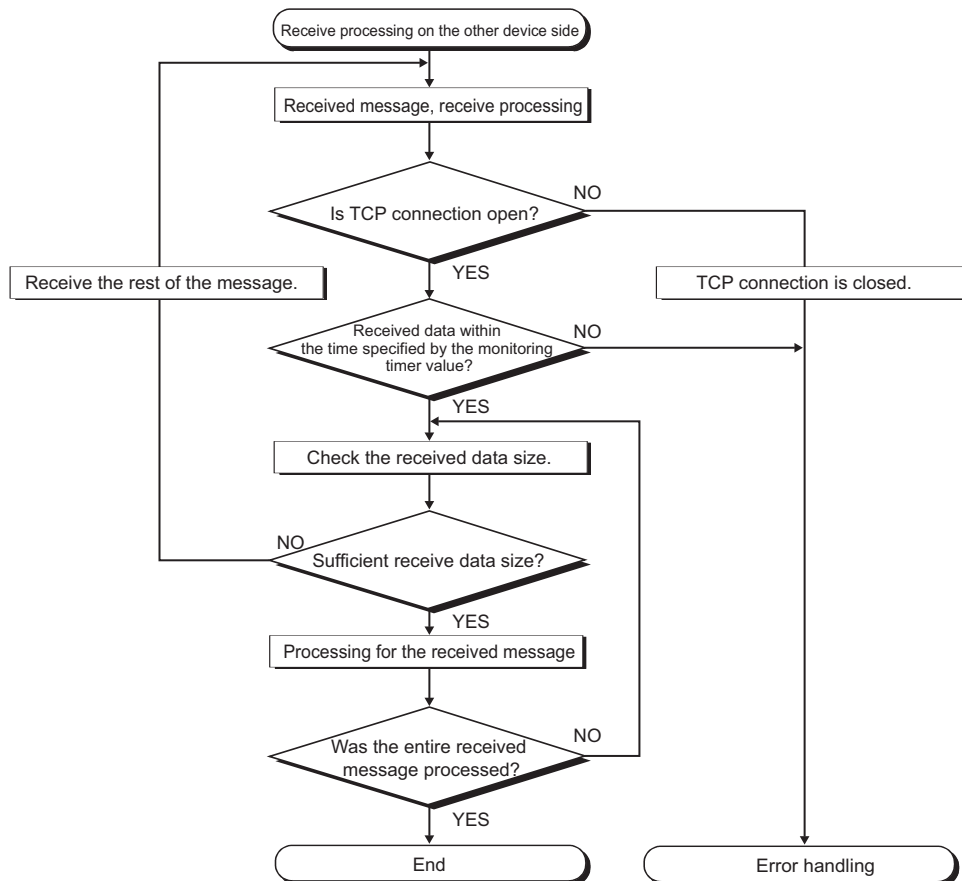 Receive processing on the other device side
Received message, receive processing
NO
Is TCP connection open?
YES
Receive the rest of the message.
TCP connection is closed.
NO
Received data within
the time specified by the monitoring
timer value?
YES
Check the received data size.
NO
Sufficient receive data size?
YES
Processing for the received message
NO
Was the entire received
message processed?
YES
End
Error handling